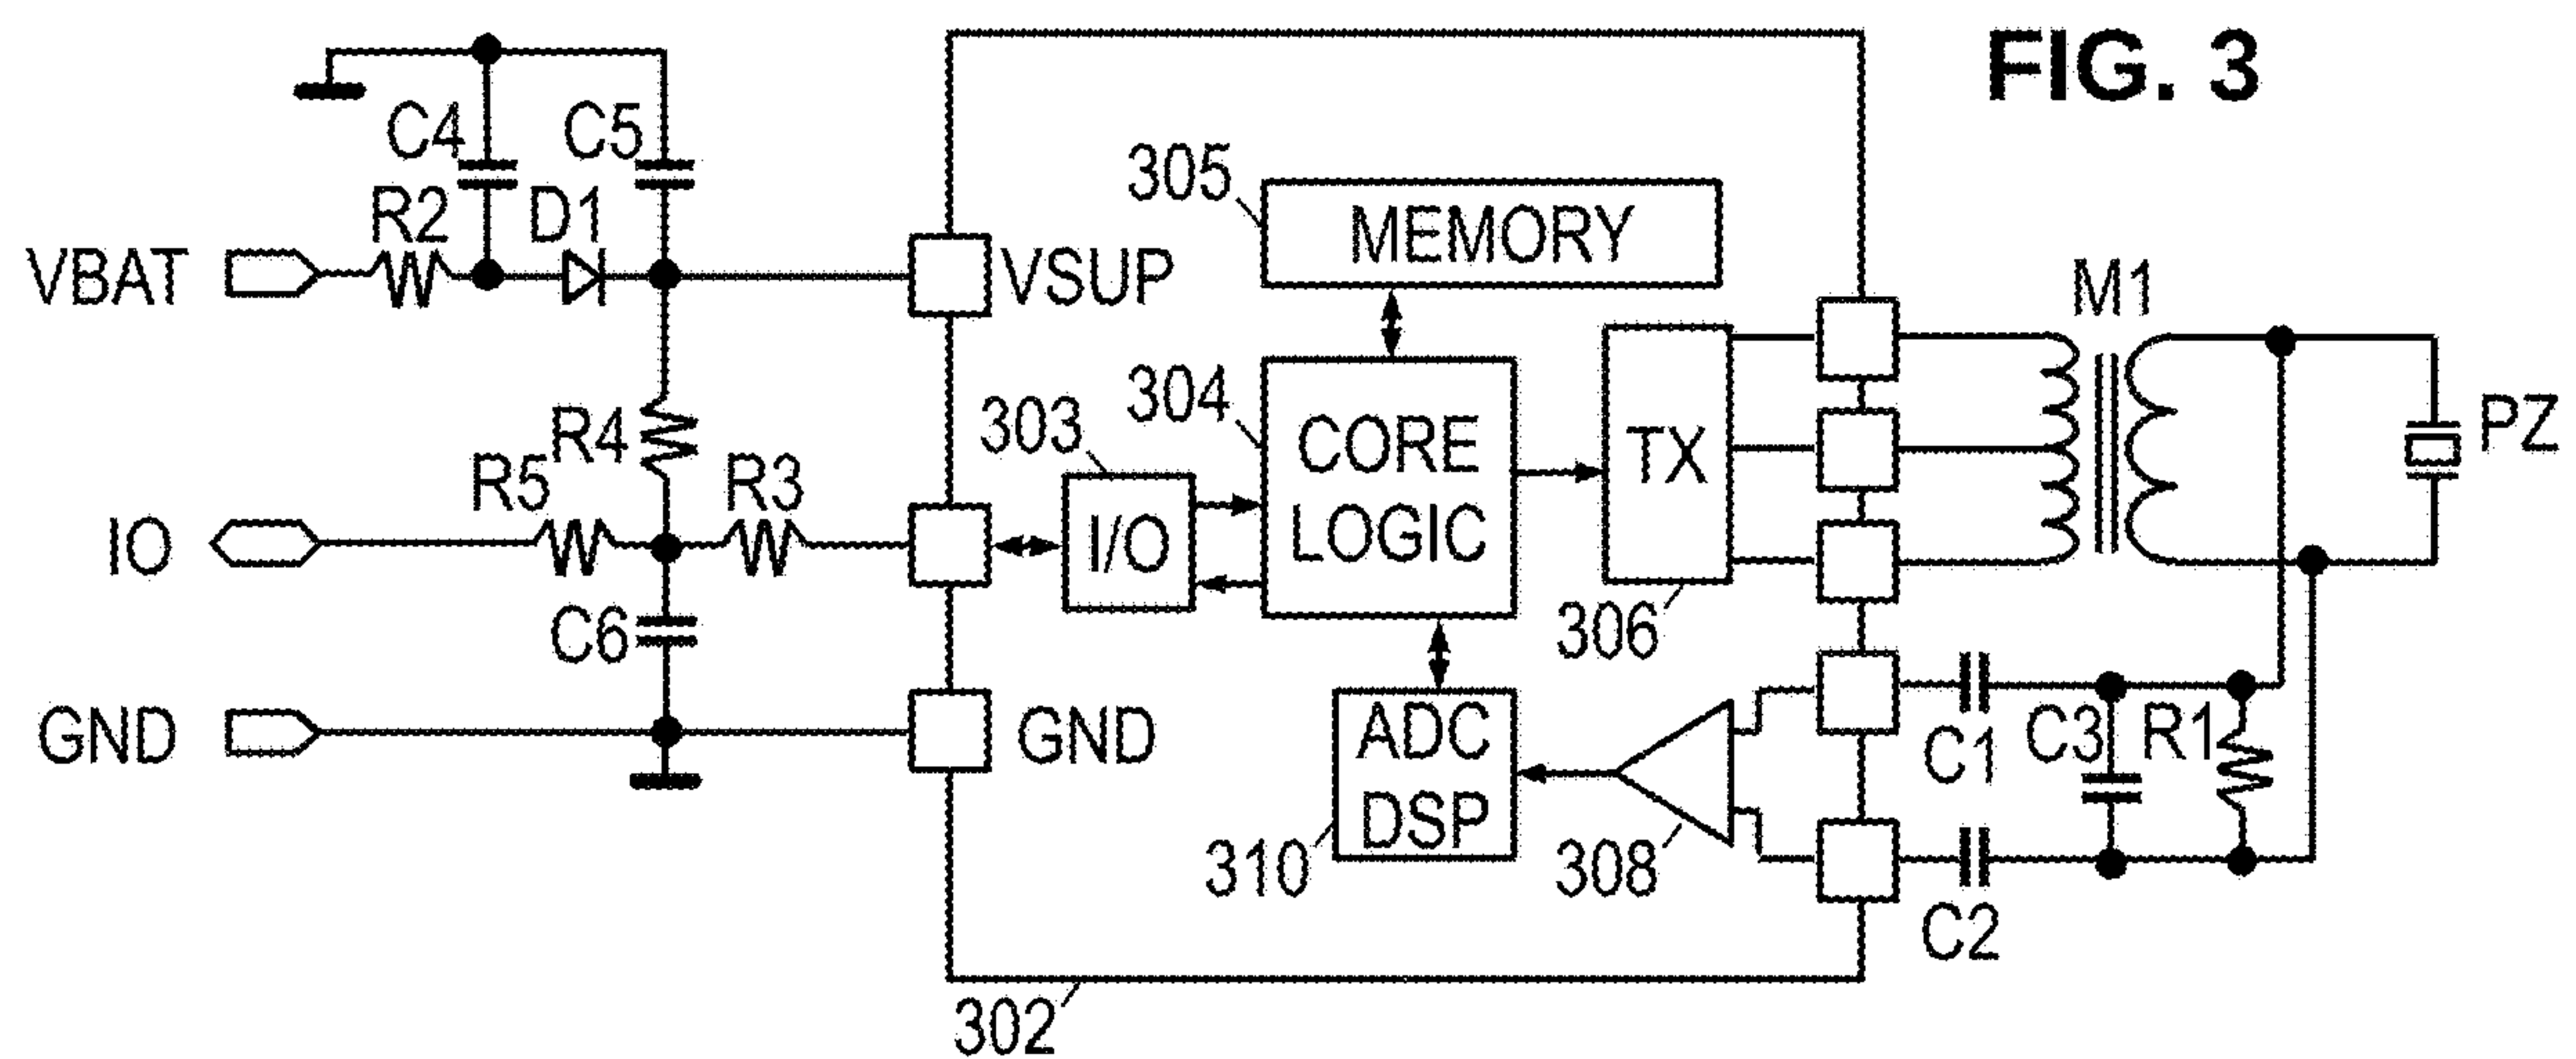 FIG. 3
C4
C5
R2
D1
VBAT
VSUP
305
MEMORY
M1
304
303
CORE
LOGIC
TX
PZ
R4
R5
R3
IO
I/O
C6
306
GND
GND
ADC
DSP
C1
C3
R1
310
308
C2
302